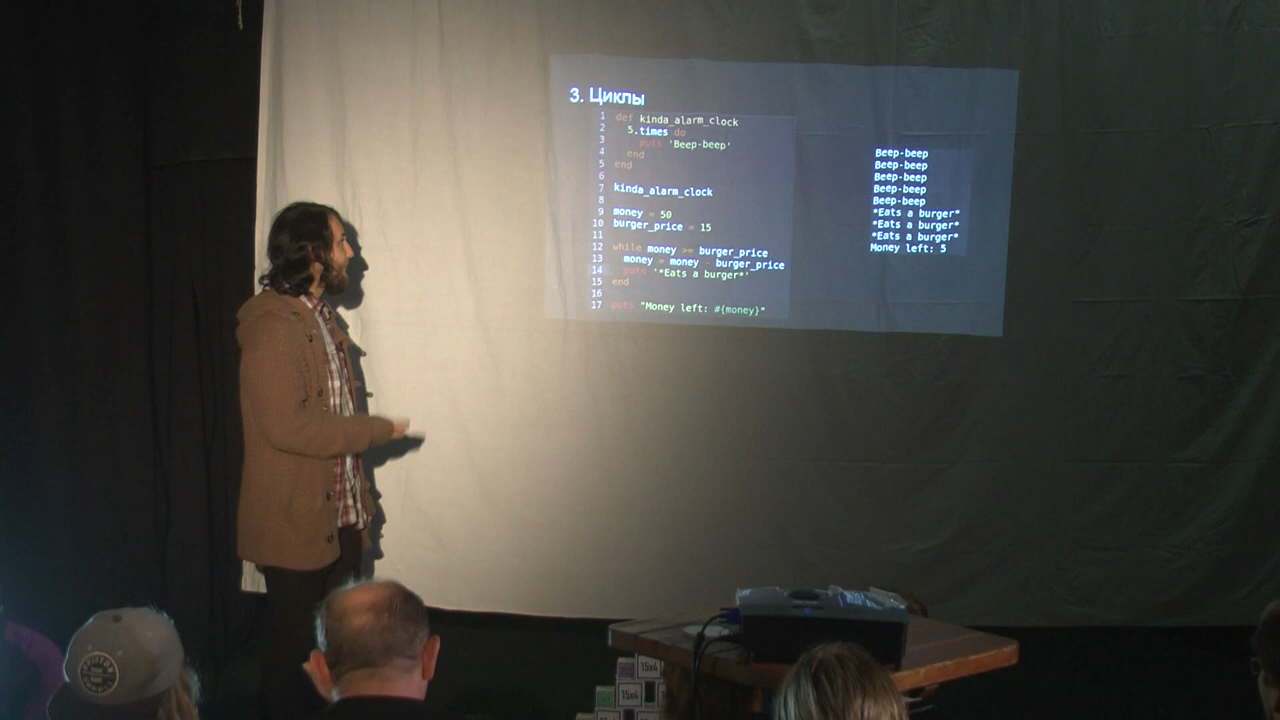 3. Циклы
1 def kinda_alarm_clock
2 5.times do
3 puts 'Beep-beep'
4 end
5 end
6
7 kinda_alarm_clock
8
9 money = 50
10 burger_price = 15
11
12 while money >= burger_price
13 money = money - burger_price
14 puts '*Eats a burger*'
15 end
16
17 puts "Money left: #{money}"
Beep-beep
Beep-beep
Beep-beep
Beep-beep
Beep-beep
*Eats a burger*
*Eats a burger*
*Eats a burger*
Money left: 5
15x4
15x4